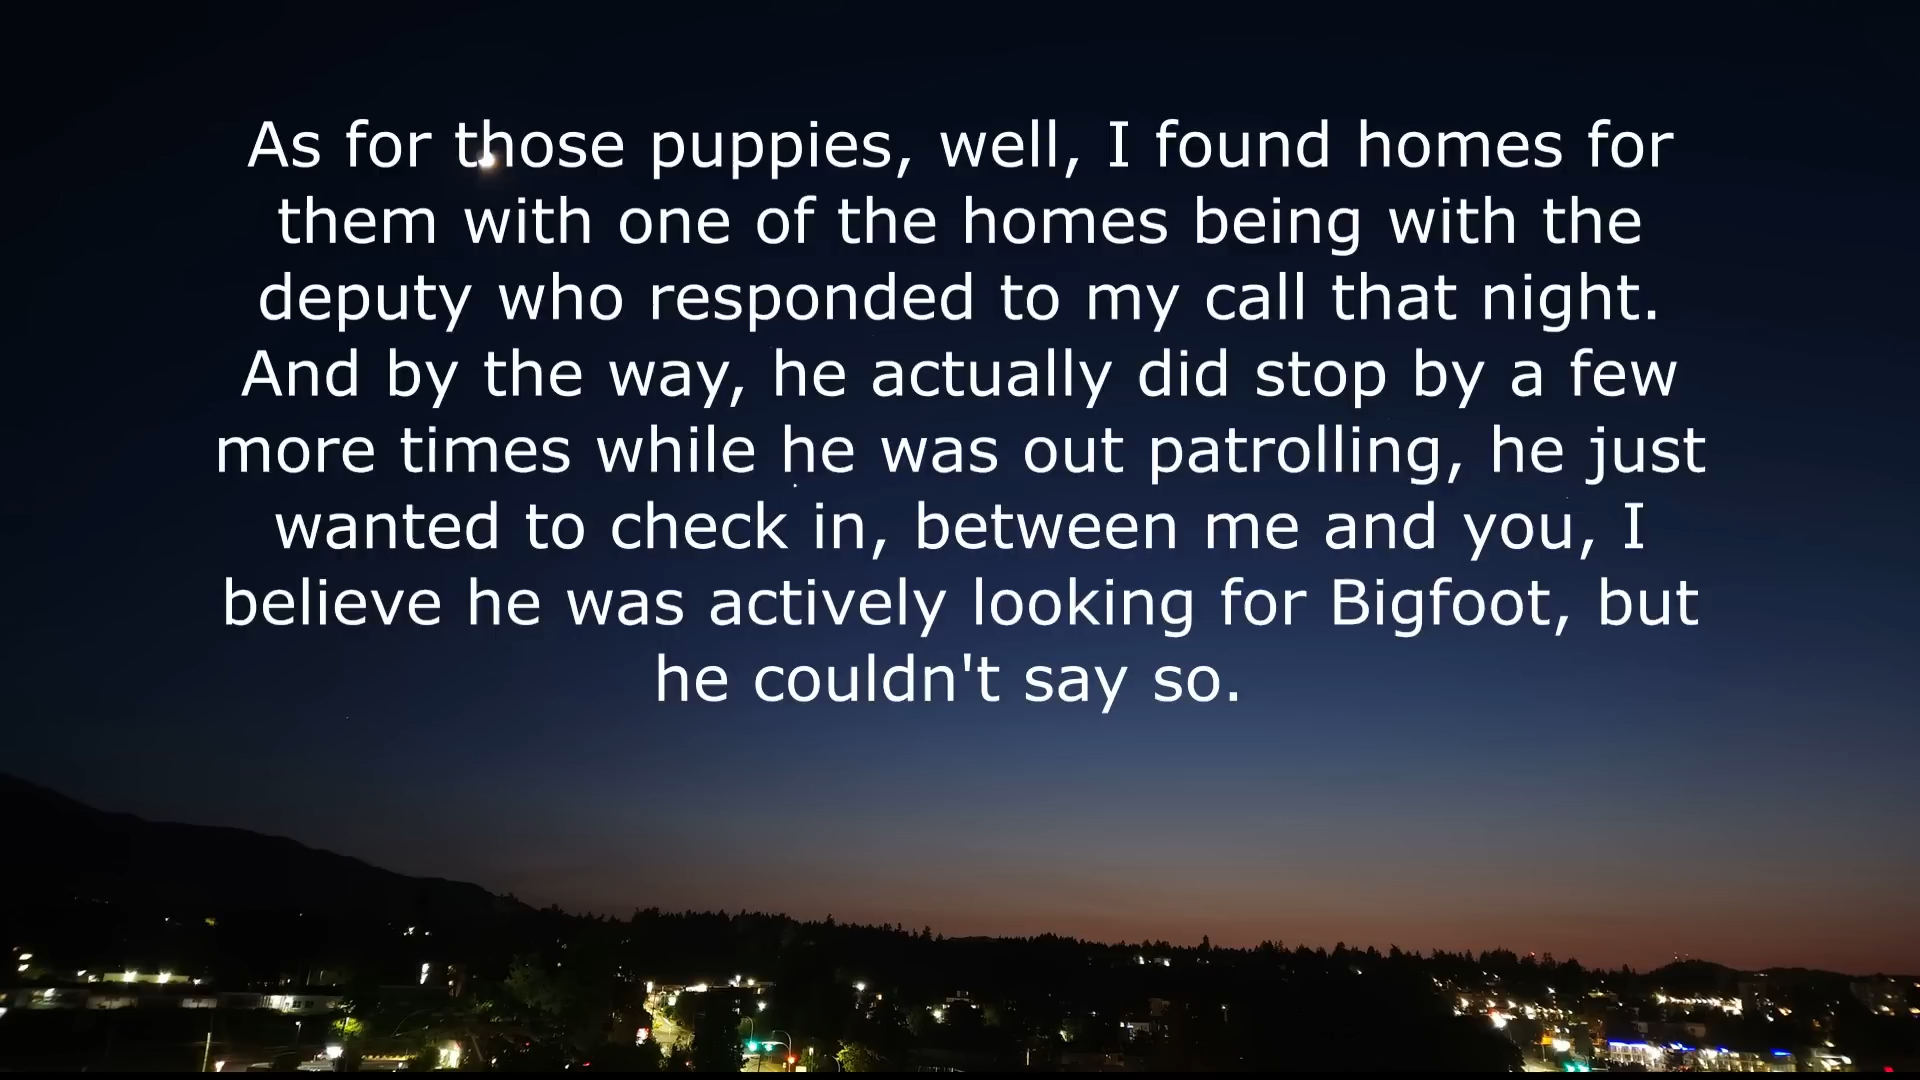 As for those puppies, well, I found homes for
them with one of the homes being with the
deputy who responded to my call that night.
And by the way, he actually did stop by a few
more times while he was out patrolling, he just
wanted to check in, between me and you, I
believe he was actively looking for Bigfoot, but
he couldn't say so.